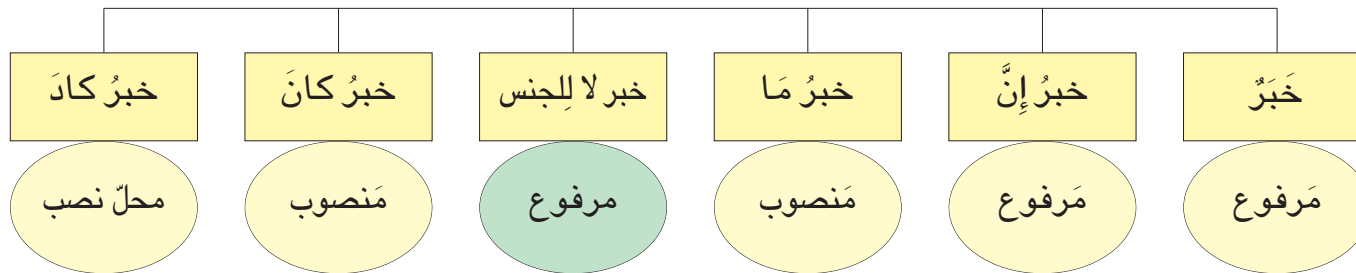 خَبَرٌ
خبرُ إِنَّ
خبرُ مَا
خبر لا لِلجنس
خبرُ كانَ
خبرُ كادَ
مَرفوع
مَرفوع
مَنصوب
مرفوع
مَنصوب
محلّ نصب